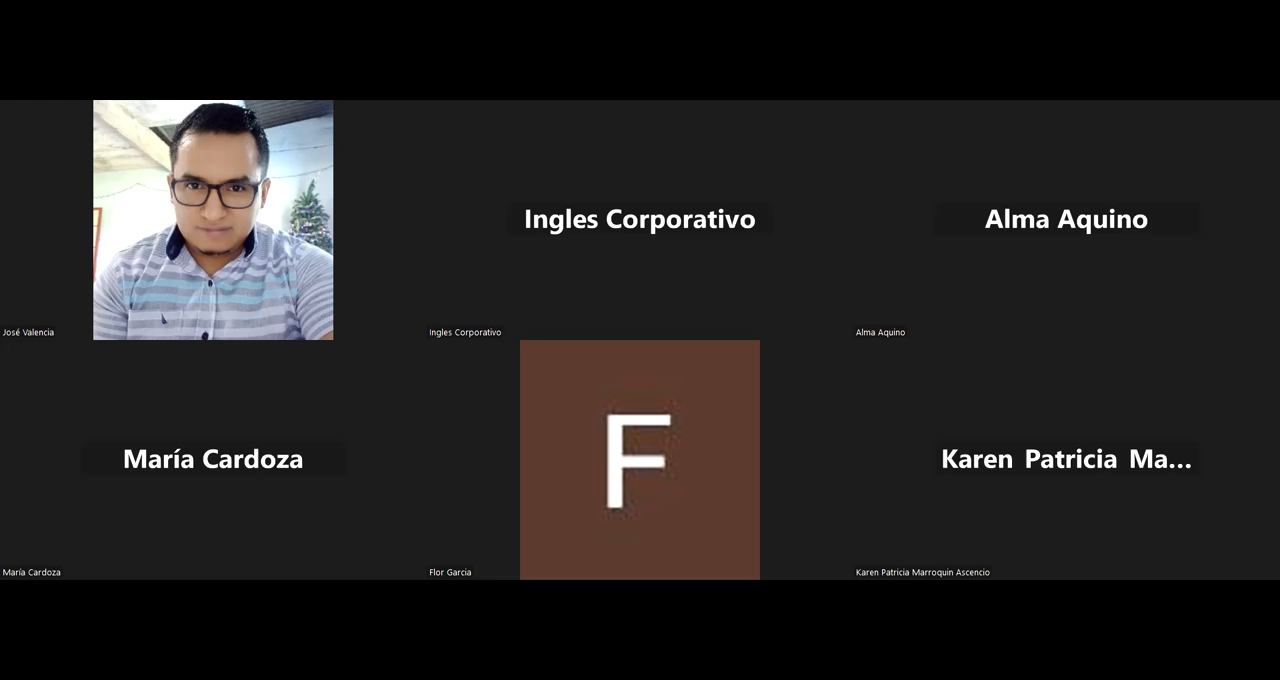 Ingles Corporativo
Alma Aquino
José Valencia
Ingles Corporativo
Alma Aquino
María Cardoza
F
Karen Patricia Ma...
María Cardoza
Flor Garcia
Karen Patricia Marroquin Ascencio